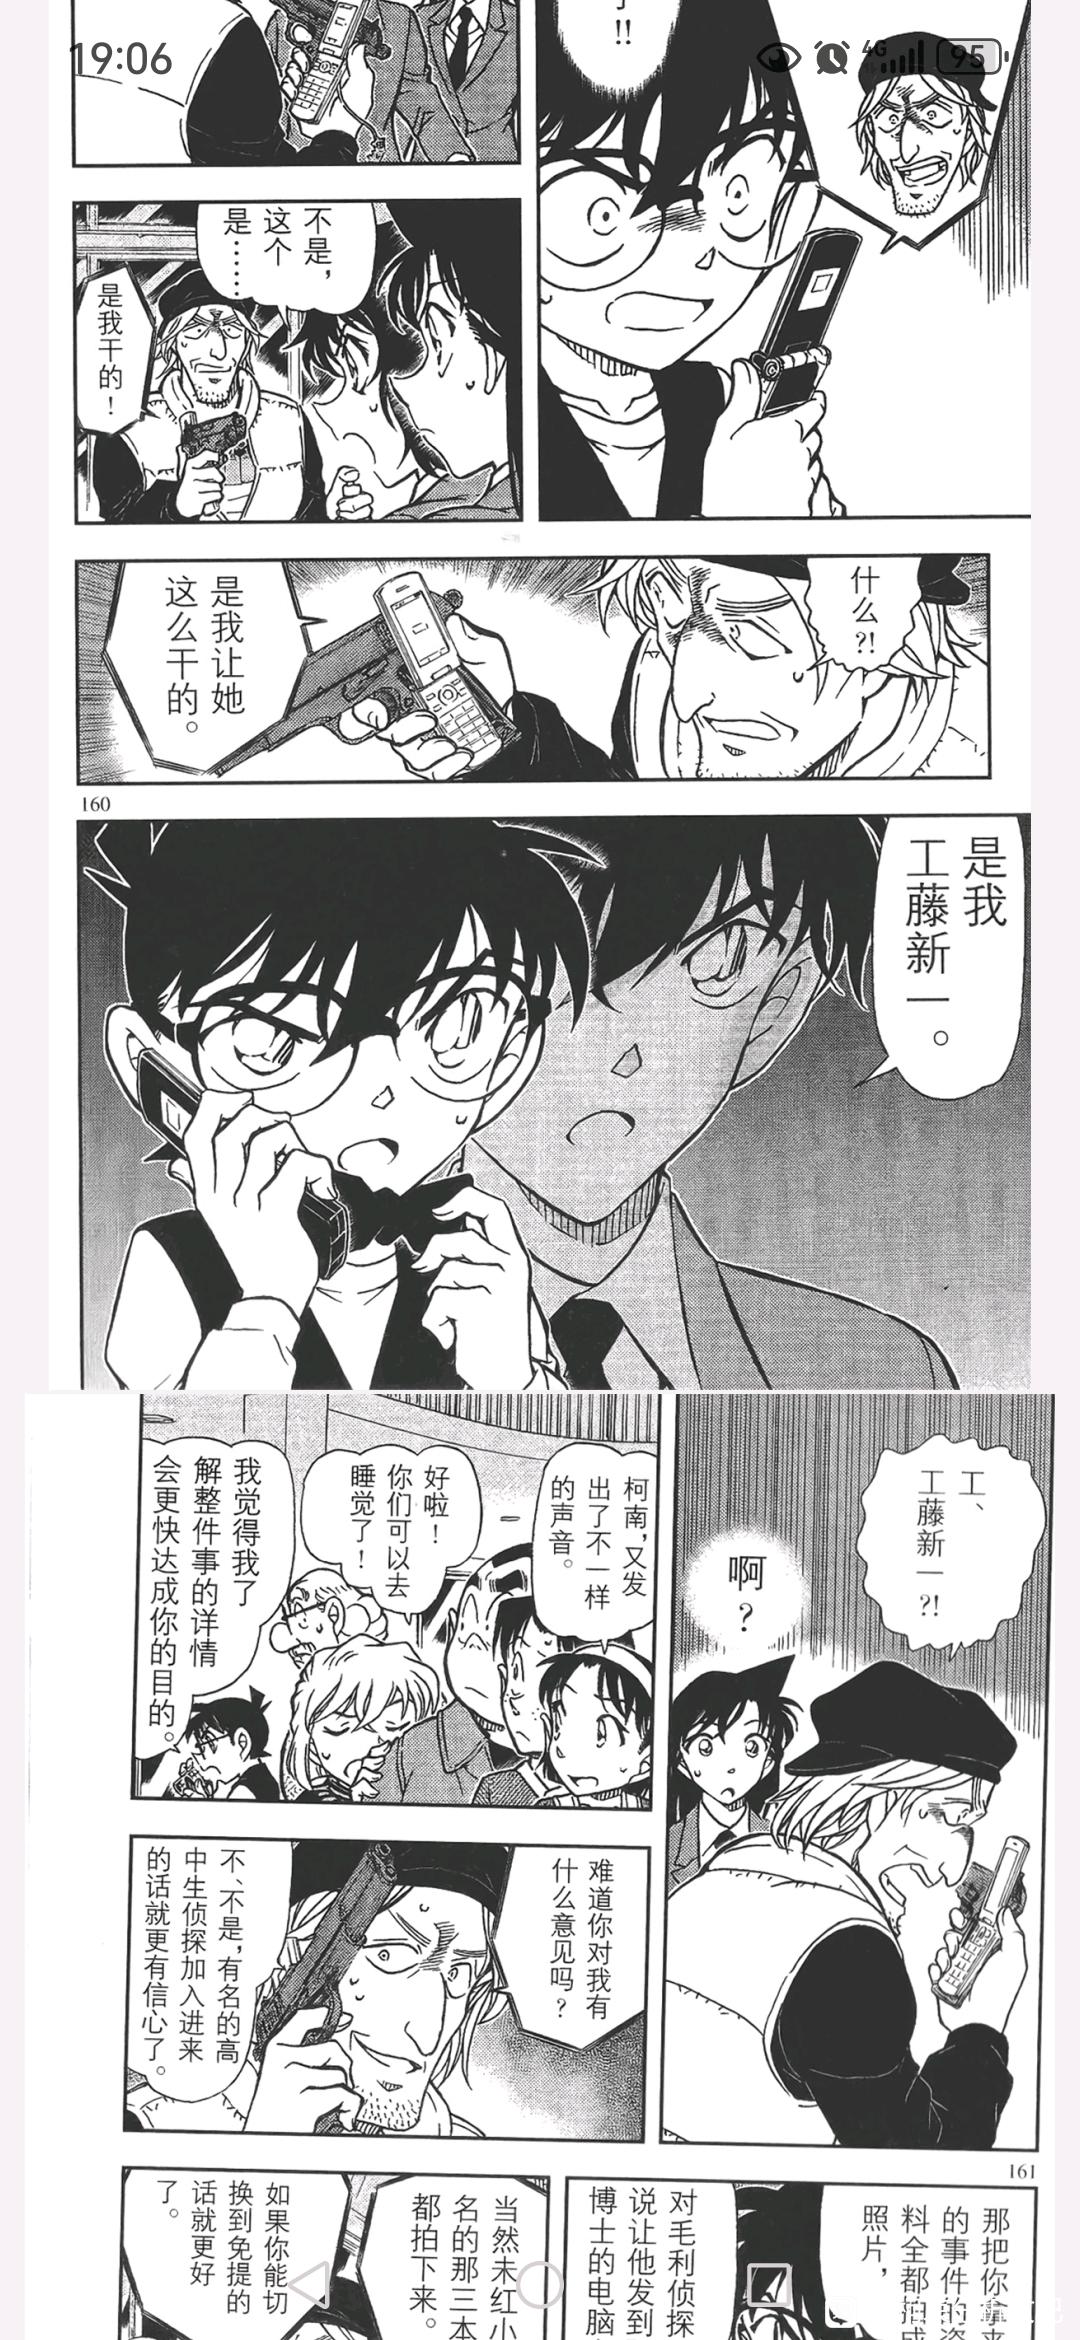 19:06
4G
95
!!
不是，
这个
是……
是我干的！
什么?!
是我让她
这么干的。
160
是我
工藤新一。
工、
工藤新一?!
啊？
柯南，又发
出了不一样
的声音。
好啦！
你们可以去
睡觉了！
我觉得我了
解整件事的详情
会更快达成你的目的。
难道你对我有
什么意见吗？
不、不是，有名的高
中生侦探加入进来
的话就更有信心了。
161
的事件的资
料全都拍成
照片，
对毛利侦探
说让他发到
博士的电脑
当然未红小
名的那三本
都拍下来。
如果你能切
换到免提的
话就更好
了。